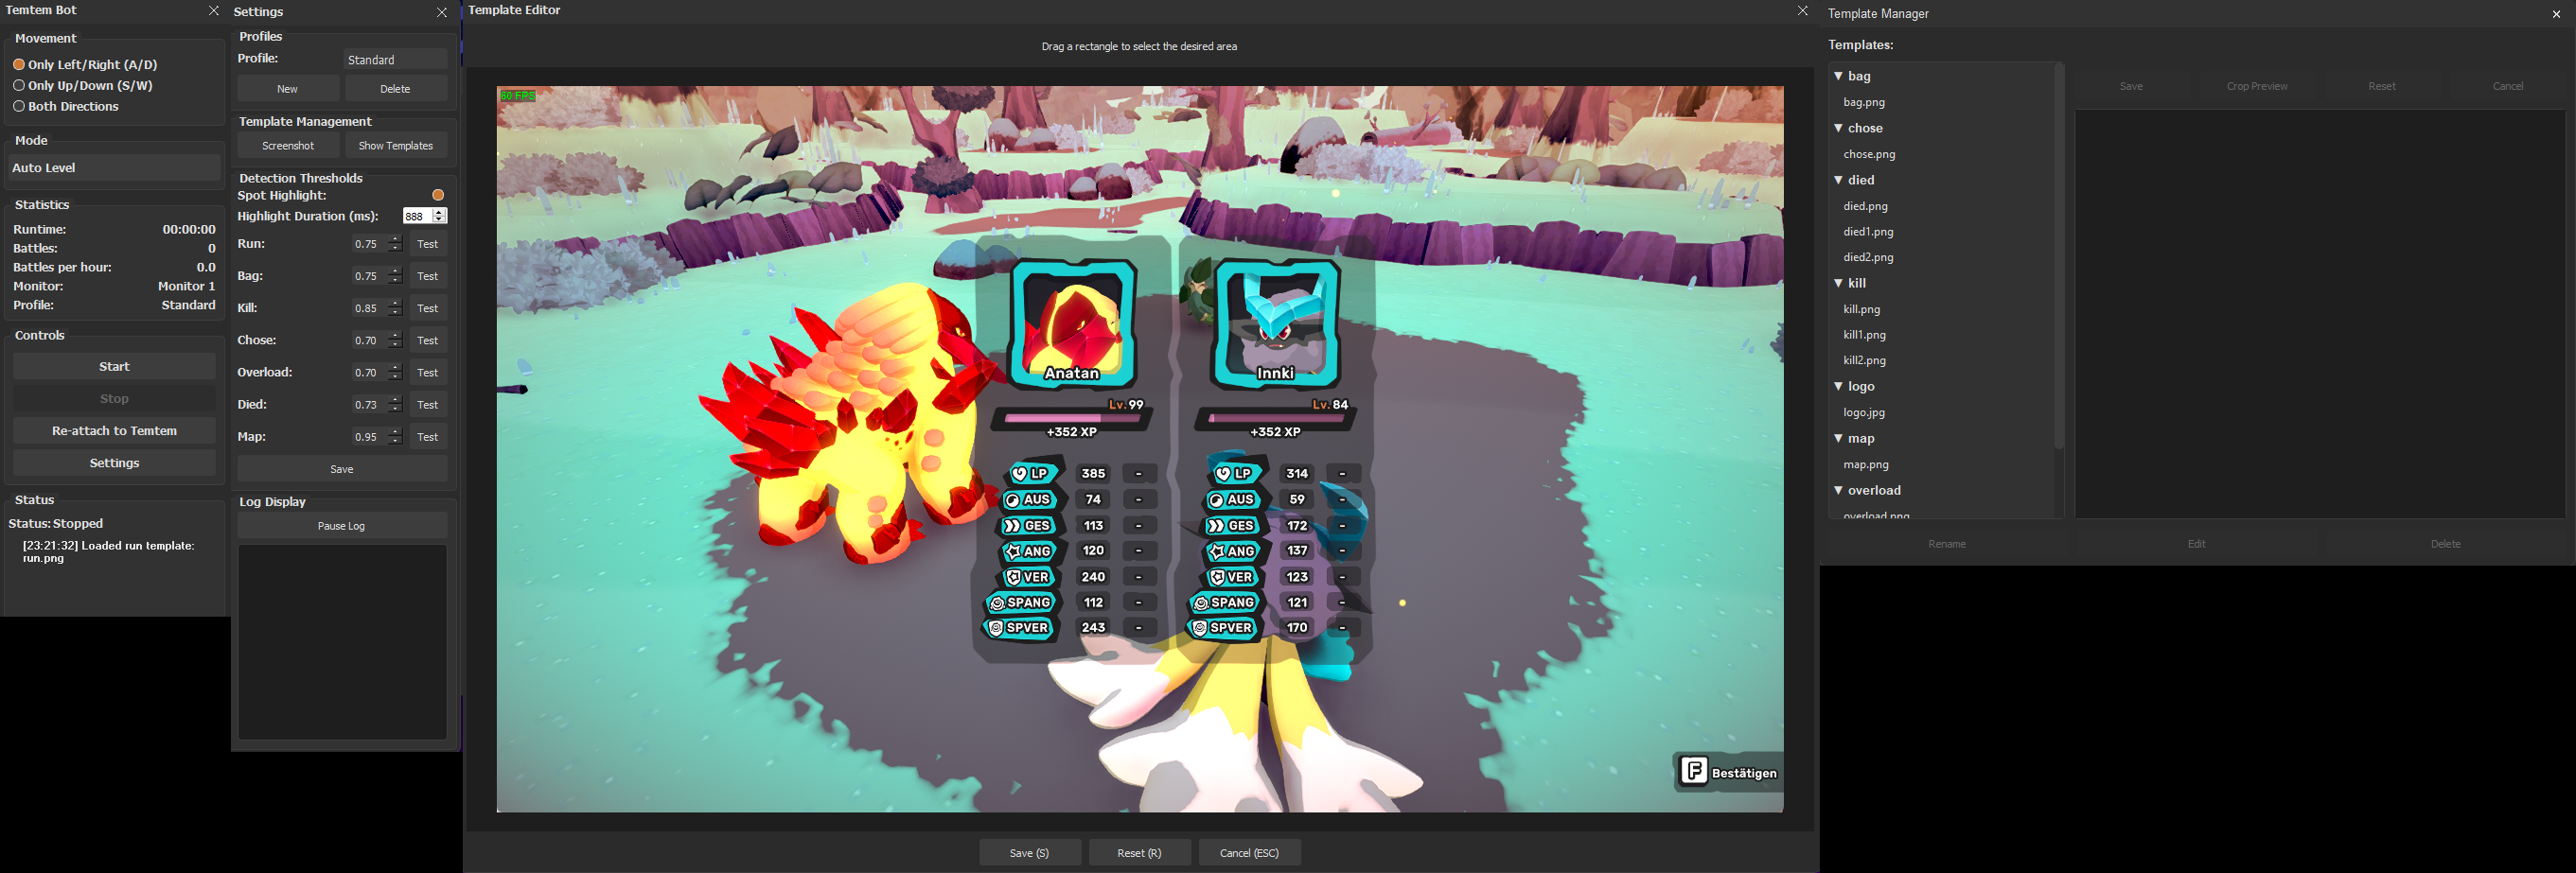 Temtem Bot
Movement
Only Left/Right (A/D)
Only Up/Down (S/W)
Both Directions
Mode
Auto Level
Statistics
Runtime: 00:00:00
Battles: 0
Battles per hour: 0.0
Monitor: Monitor 1
Profile: Standard
Controls
Start
Stop
Re-attach to Temtem
Settings
Status
Status: Stopped
[23:21:32] Loaded run template:
run.png
Settings
Profiles
Profile: Standard
New Delete
Template Management
Screenshot Show Templates
Detection Thresholds
Spot Highlight:
Highlight Duration (ms): 888
Run: 0.75 Test
Bag: 0.75 Test
Kill: 0.85 Test
Chose: 0.70 Test
Overload: 0.70 Test
Died: 0.73 Test
Map: 0.95 Test
Save
Log Display
Pause Log
Template Editor
Drag a rectangle to select the desired area
60 FPS
Anatan
Lv. 99
+352 XP
LP 385 -
AUS 74 -
GES 113 -
ANG 120 -
VER 240 -
SPANG 112 -
SPVER 243 -
Innki
Lv. 84
+352 XP
LP 314 -
AUS 59 -
GES 172 -
ANG 137 -
VER 123 -
SPANG 121 -
SPVER 170 -
F Bestätigen
Save (S) Reset (R) Cancel (ESC)
Template Manager
Templates:
▼ bag
bag.png
▼ chose
chose.png
▼ died
died.png
died1.png
died2.png
▼ kill
kill.png
kill1.png
kill2.png
▼ logo
logo.jpg
▼ map
map.png
▼ overload
overload.png
Save Crop Preview Reset Cancel
Rename Edit Delete